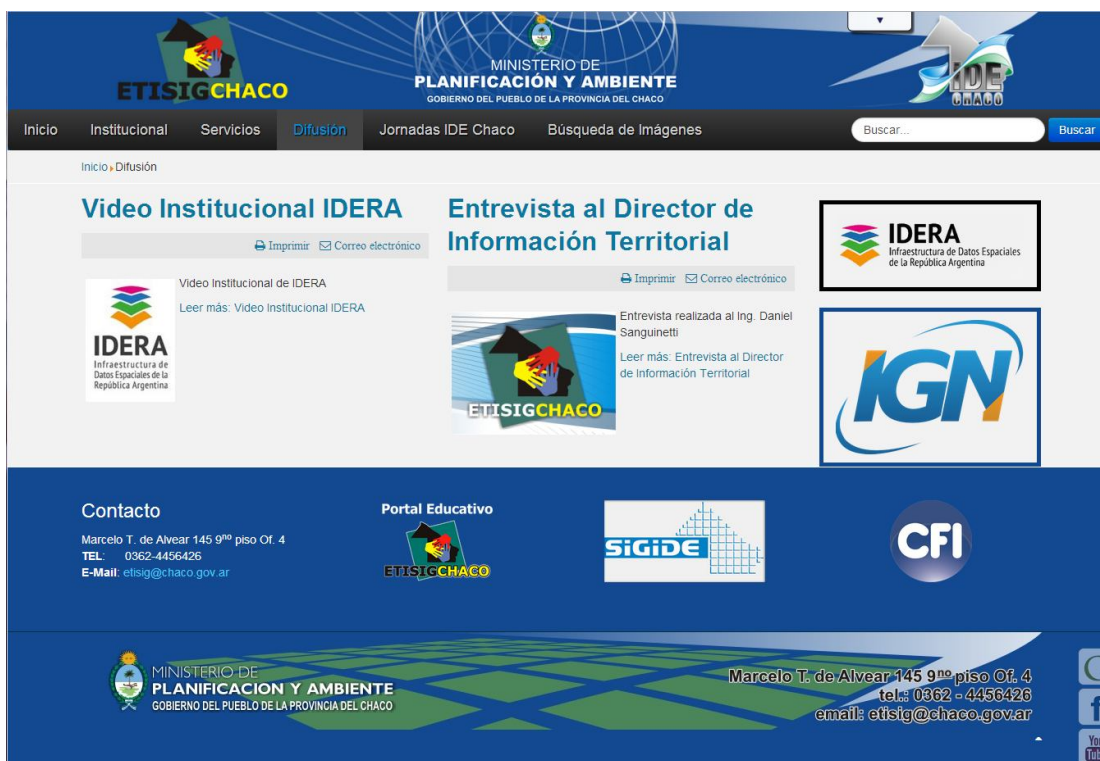 ETISIGCHACO
MINISTERIO DE
PLANIFICACIÓN Y AMBIENTE
GOBIERNO DEL PUEBLO DE LA PROVINCIA DEL CHACO
IDE
CHACO
Inicio
Institucional
Servicios
Difusión
Jornadas IDE Chaco
Búsqueda de Imágenes
Buscar...
Buscar
Inicio Difusión
Video Institucional IDERA
Imprimir Correo electrónico
IDERA
Infraestructura de
Datos Espaciales de la
República Argentina
Video Institucional de IDERA
Leer más: Video Institucional IDERA
Entrevista al Director de
Información Territorial
Imprimir Correo electrónico
ETISIGCHACO
Entrevista realizada al Ing. Daniel
Sanguinetti
Leer más: Entrevista al Director
de Información Territorial
IDERA
Infraestructura de Datos Espaciales
de la República Argentina
IGN
Contacto
Marcelo T. de Alvear 145 9no piso Of. 4
TEL: 0362-4456426
E-Mail: etisig@chaco.gov.ar
Portal Educativo
ETISIGCHACO
SIGIDE
CFI
MINISTERIO DE
PLANIFICACION Y AMBIENTE
GOBIERNO DEL PUEBLO DE LA PROVINCIA DEL CHACO
Marcelo T. de Alvear 145 9no piso Of. 4
tel.: 0362 - 4456426
email: etisig@chaco.gov.ar